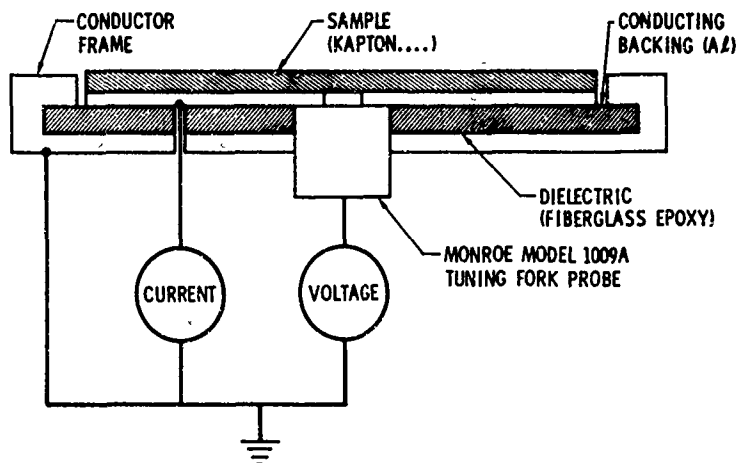 CONDUCTOR
FRAME
SAMPLE
(KAPTON....)
CONDUCTING
BACKING (Al)
DIELECTRIC
(FIBERGLASS EPOXY)
MONROE MODEL 1009A
TUNING FORK PROBE
CURRENT
VOLTAGE